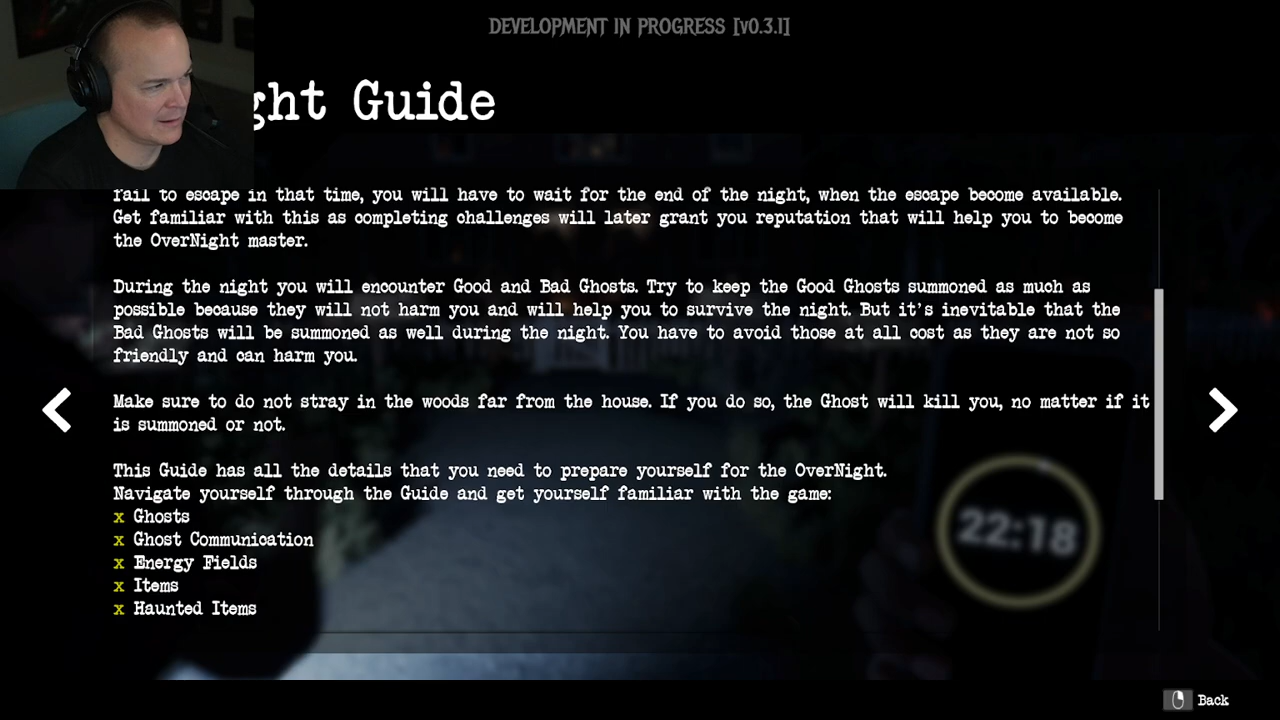 DEVELOPMENT IN PROGRESS [v0.3.1]
Guide
fail to escape in that time, you will have to wait for the end of the night, when the escape become available.
Get familiar with this as completing challenges will later grant you reputation that will help you to become
the OverNight master.
During the night you will encounter Good and Bad Ghosts. Try to keep the Good Ghosts summoned as much as
possible because they will not harm you and will help you to survive the night. But it's inevitable that the
Bad Ghosts will be summoned as well during the night. You have to avoid those at all cost as they are not so
friendly and can harm you.
Make sure to do not stray in the woods far from the house. If you do so, the Ghost will kill you, no matter if it
is summoned or not.
This Guide has all the details that you need to prepare yourself for the OverNight.
Navigate yourself through the Guide and get yourself familiar with the game:
x Ghosts
x Ghost Communication
x Energy Fields
x Items
x Haunted Items
22:18
Back